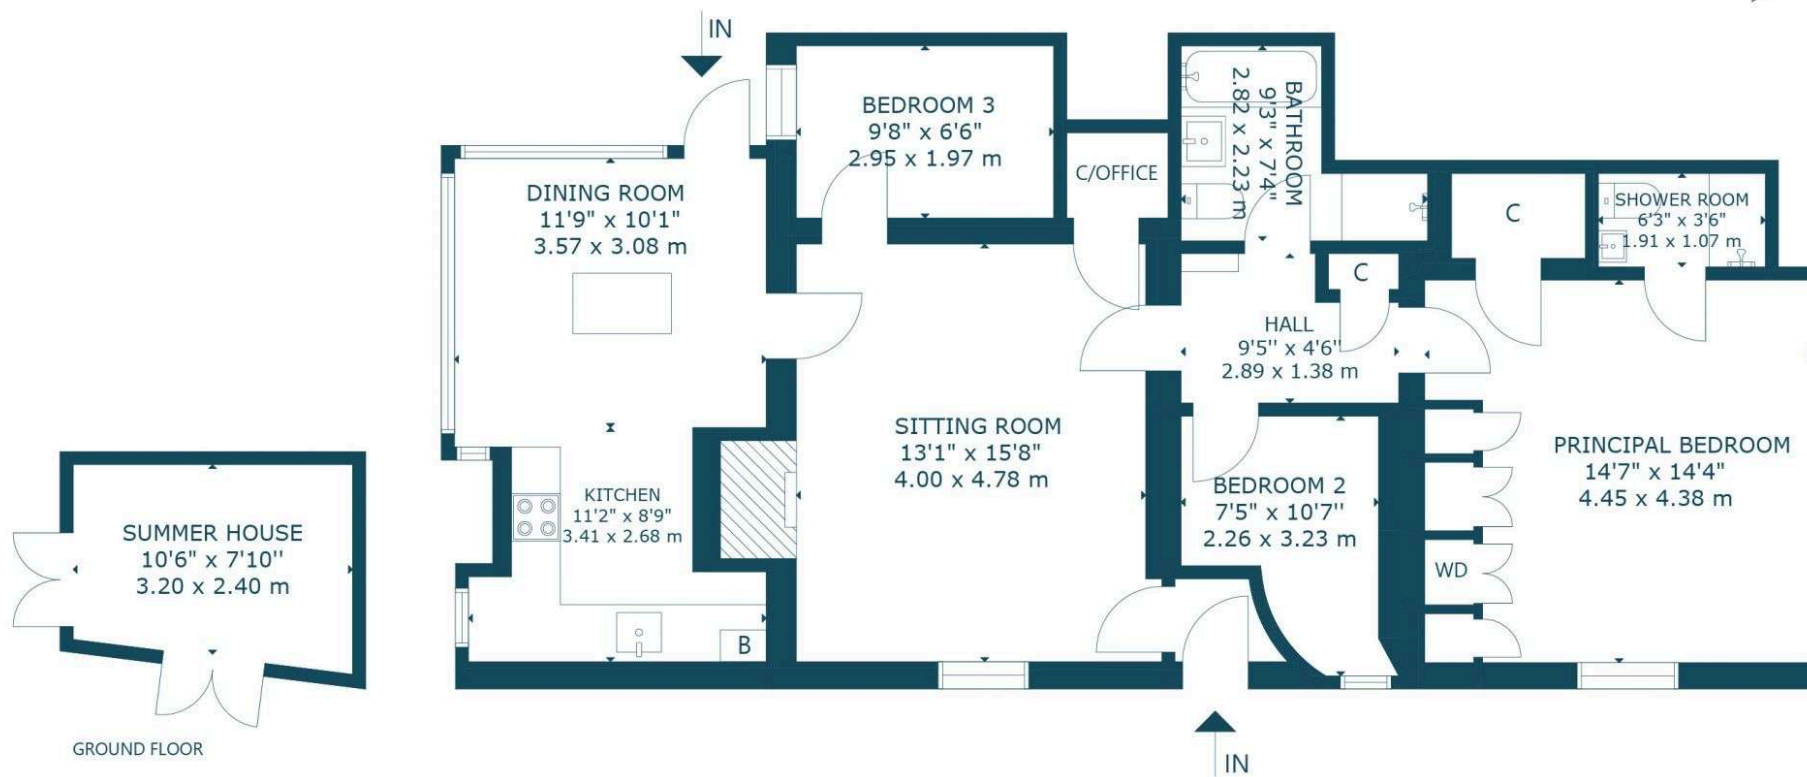 IN
BEDROOM 3
9'8" x 6'6"
2.95 x 1.97 m
C/OFFICE
BATHROOM
9'3" x 7'4"
2.82 x 2.23 m
DINING ROOM
11'9" x 10'1"
3.57 x 3.08 m
C
SHOWER ROOM
6'3" x 3'6"
1.91 x 1.07 m
C
HALL
9'5'' x 4'6''
2.89 x 1.38 m
SITTING ROOM
13'1" x 15'8"
4.00 x 4.78 m
PRINCIPAL BEDROOM
14'7" x 14'4"
4.45 x 4.38 m
KITCHEN
11'2" x 8'9"
3.41 x 2.68 m
BEDROOM 2
7'5" x 10'7''
2.26 x 3.23 m
SUMMER HOUSE
10'6" x 7'10''
3.20 x 2.40 m
WD
B
GROUND FLOOR
IN